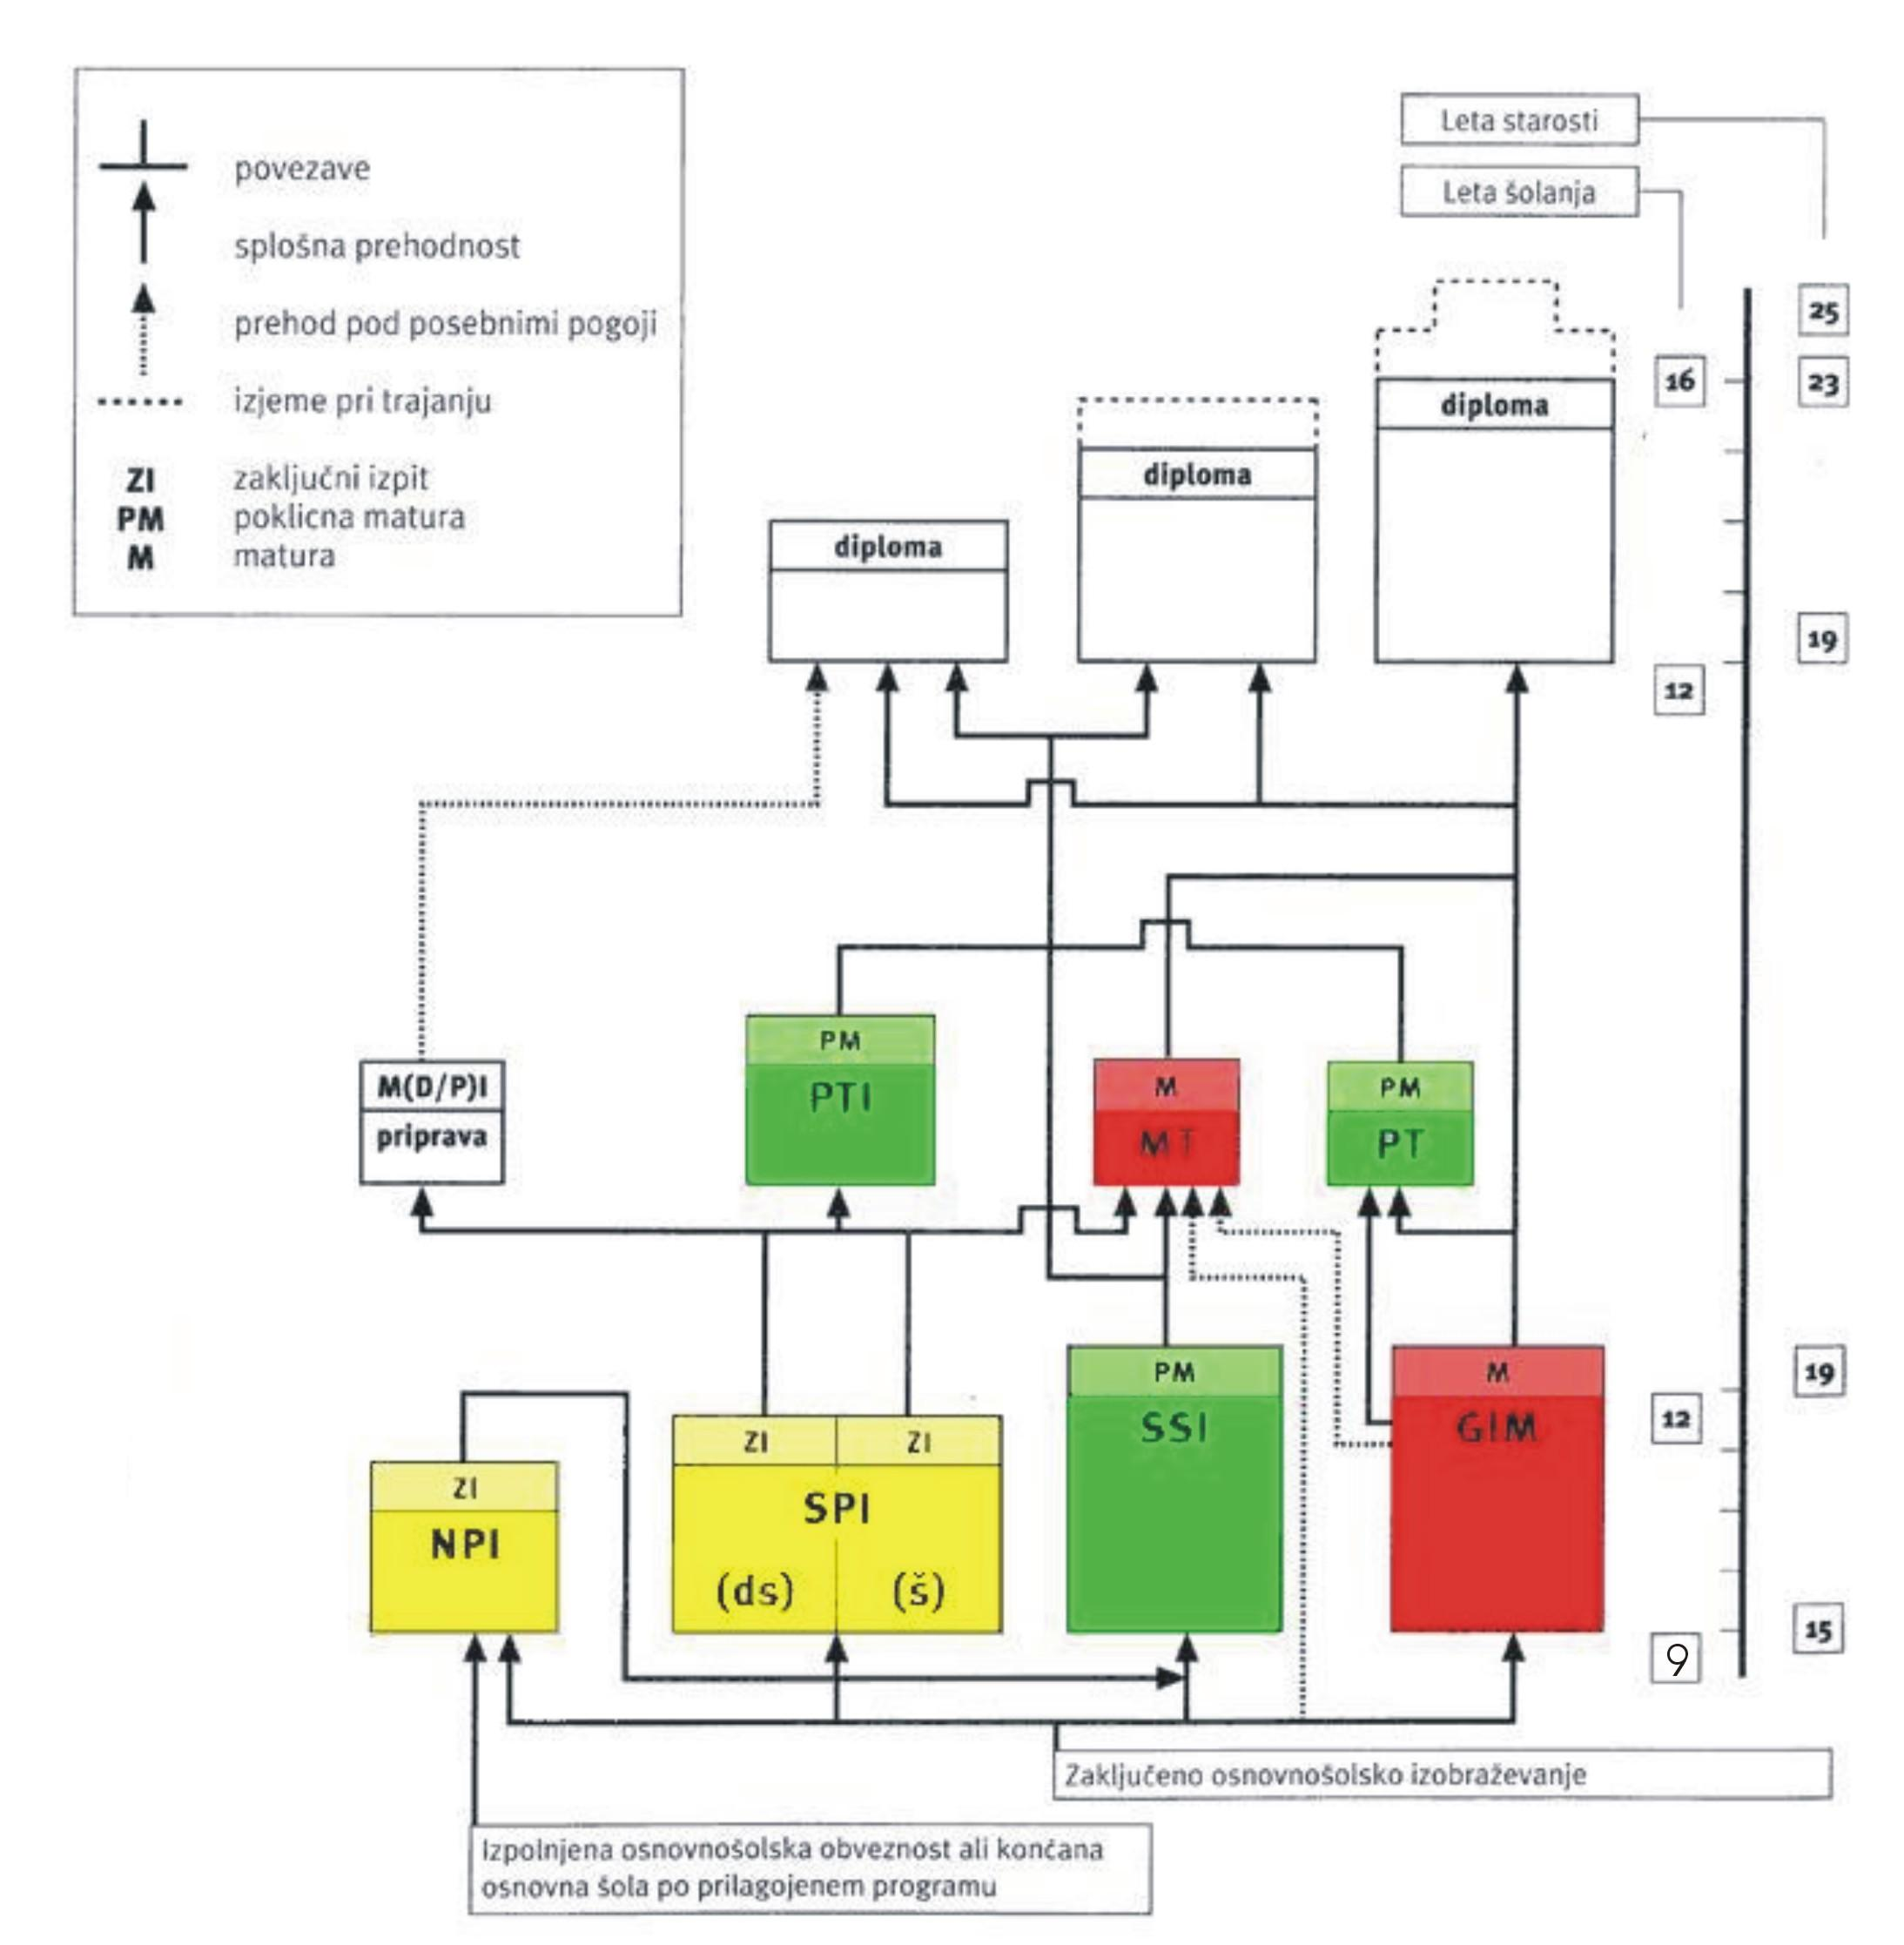 povezave
splošna prehodnost
prehod pod posebnimi pogoji
izjeme pri trajanju
ZI zaključni izpit
PM poklicna matura
M matura
Leta starosti
Leta šolanja
25
16
23
diploma
diploma
diploma
19
12
M(D/P)I
priprava
PM
PTI
M
MT
PM
PT
ZI
NPI
ZI
ZI
SPI
(ds)
(š)
PM
SSI
M
GIM
19
12
15
9
Zaključeno osnovnošolsko izobraževanje
Izpolnjena osnovnošolska obveznost ali končana
osnovna šola po prilagojenem programu